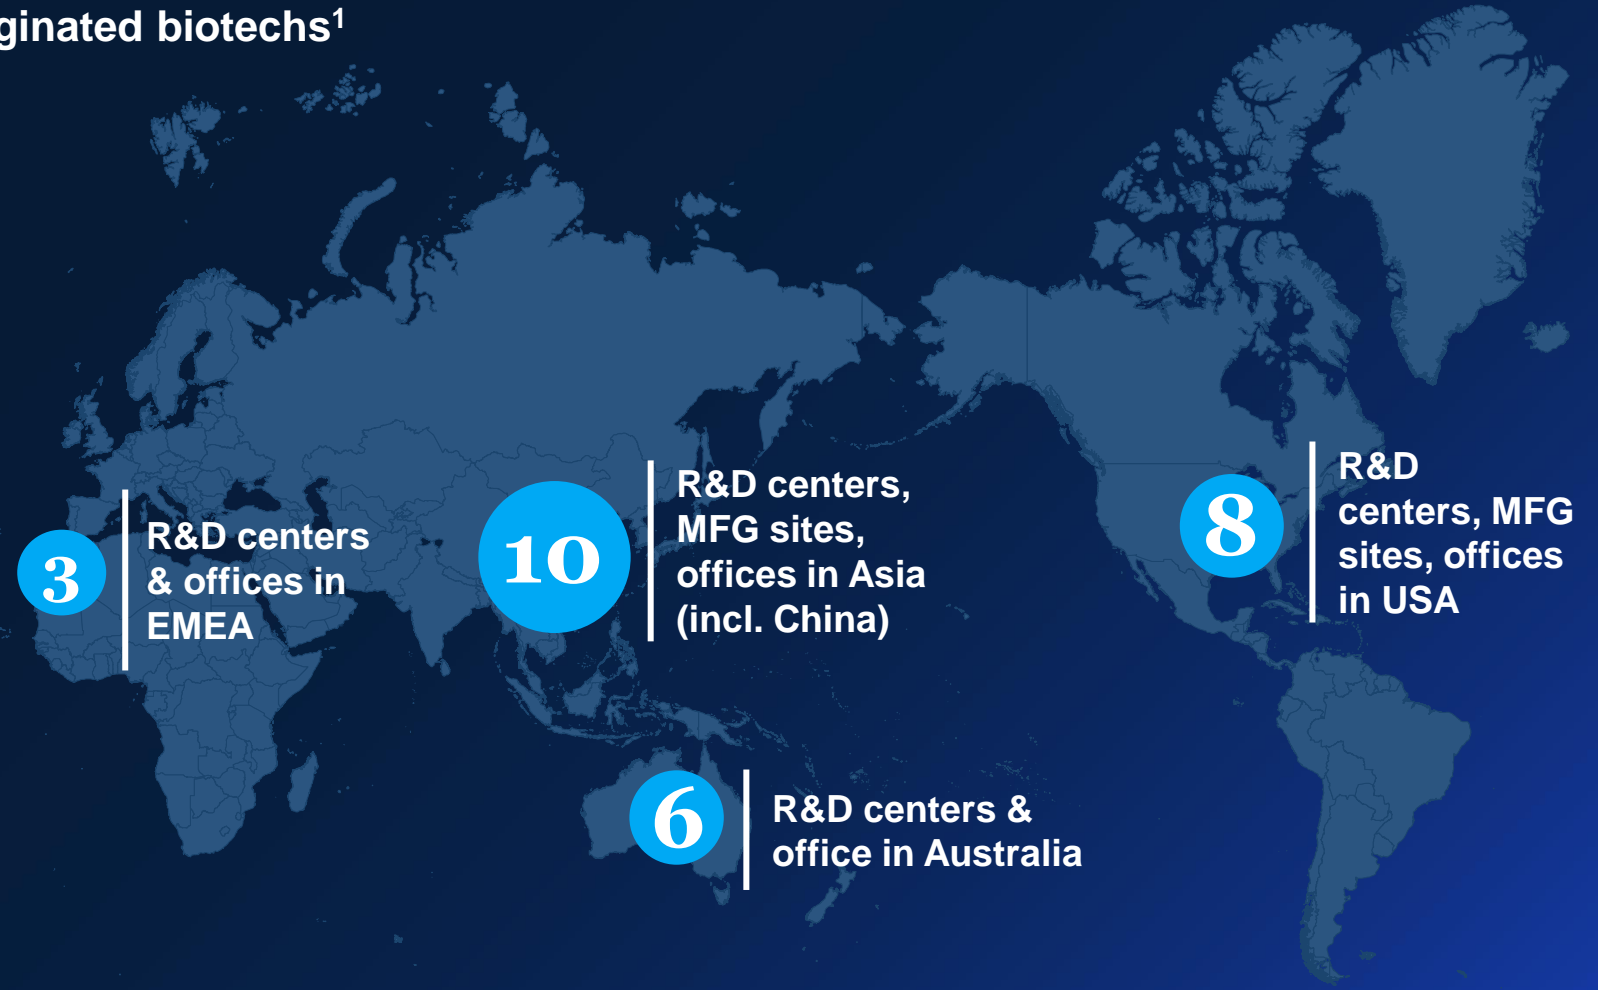 ginated biotechs¹
3
R&D centers
& offices in
EMEA
10
R&D centers,
MFG sites,
offices in Asia
(incl. China)
8
R&D
centers, MFG
sites, offices
in USA
6
R&D centers &
office in Australia